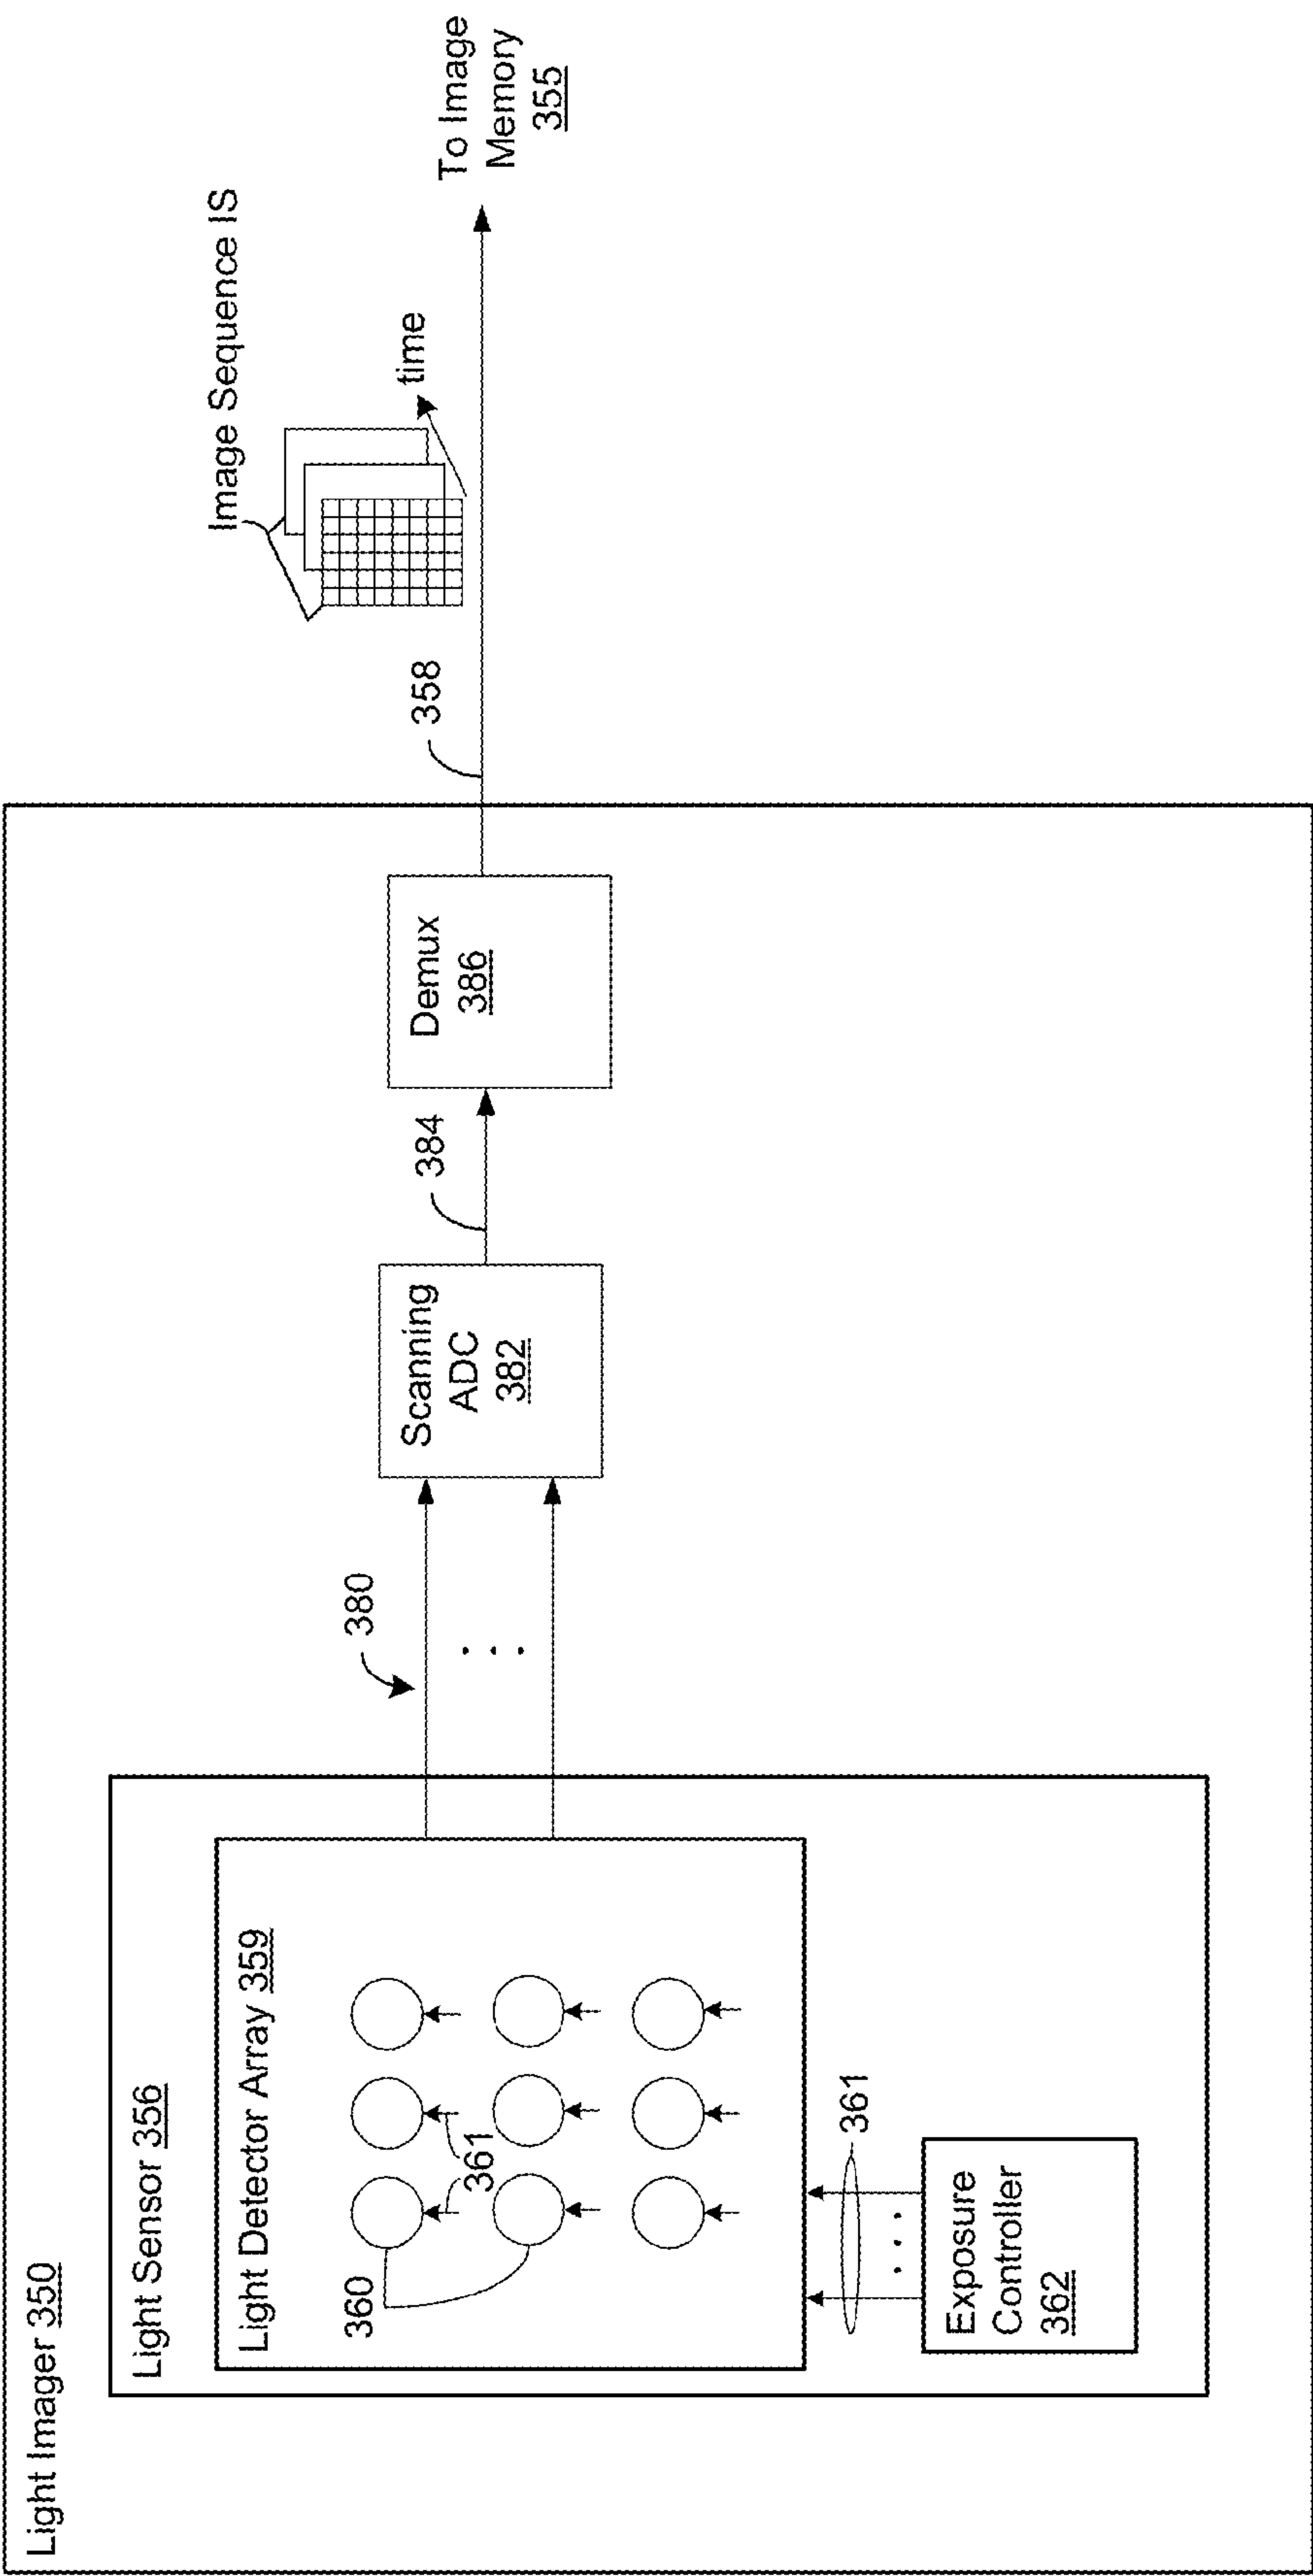 Light Imager 350
Light Sensor 356
Light Detector Array 359
360
361
361
Exposure
Controller
362
380
Scanning
ADC
382
384
Demux
386
358
Image Sequence IS
time
To Image
Memory
355